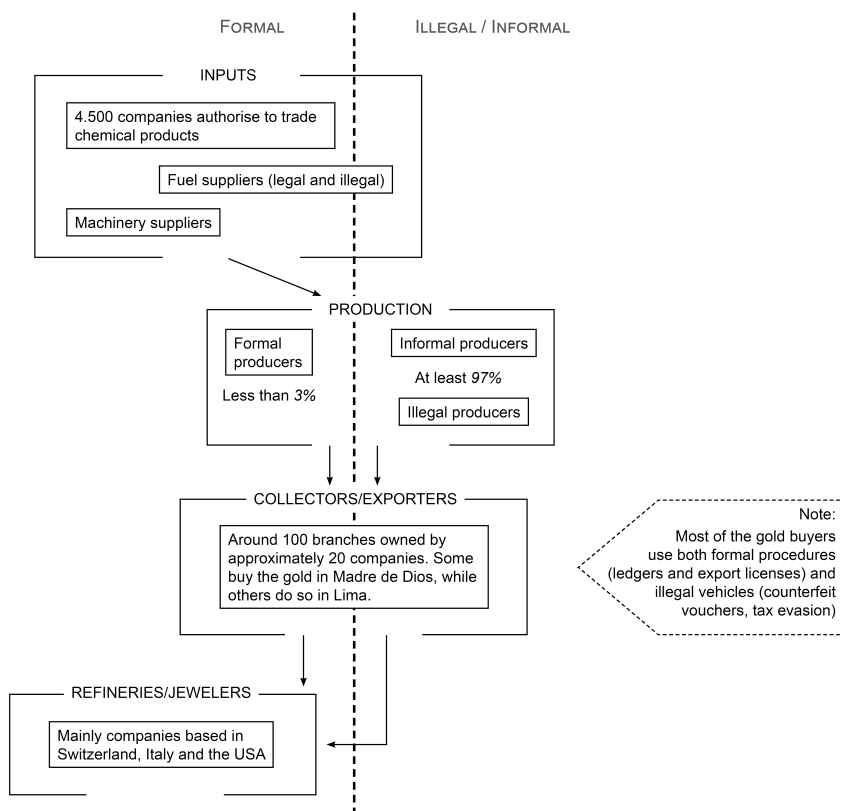 FORMAL
ILLEGAL / INFORMAL
INPUTS
4.500 companies authorise to trade
chemical products
Fuel suppliers (legal and illegal)
Machinery suppliers
PRODUCTION
Formal
producers
Less than 3%
Informal producers
At least 97%
Illegal producers
COLLECTORS/EXPORTERS
Around 100 branches owned by
approximately 20 companies. Some
buy the gold in Madre de Dios, while
others do so in Lima.
Note:
Most of the gold buyers
use both formal procedures
(ledgers and export licenses) and
illegal vehicles (counterfeit
vouchers, tax evasion)
REFINERIES/JEWELERS
Mainly companies based in
Switzerland, Italy and the USA